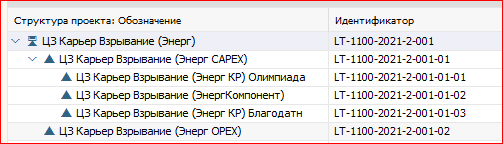 Структура проекта: Обозначение Идентификатор
ЦЗ Карьер Взрывание (Энерг) LT-1100-2021-2-001
ЦЗ Карьер Взрывание (Энерг CAPEX) LT-1100-2021-2-001-01
ЦЗ Карьер Взрывание (Энерг КР) Олимпиада LT-1100-2021-2-001-01-01
ЦЗ Карьер Взрывание (ЭнергКомпонент) LT-1100-2021-2-001-01-02
ЦЗ Карьер Взрывание (Энерг КР) Благодатн LT-1100-2021-2-001-01-03
ЦЗ Карьер Взрывание (Энерг OPEX) LT-1100-2021-2-001-02